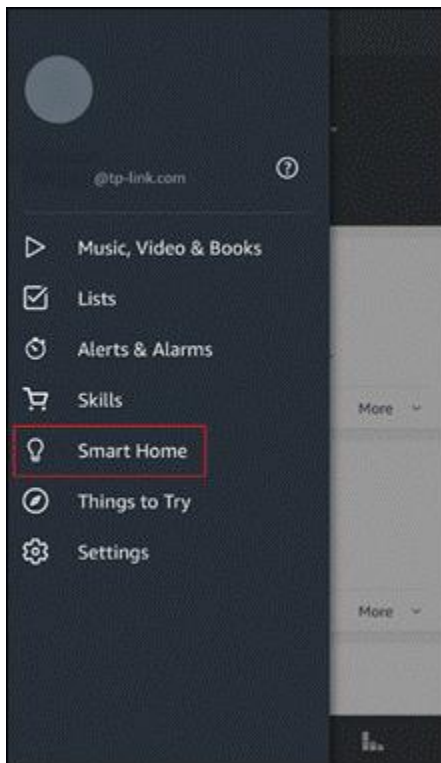 @tp-link.com
?
Music, Video & Books
Lists
Alerts & Alarms
Skills
More
Smart Home
Things to Try
Settings
More